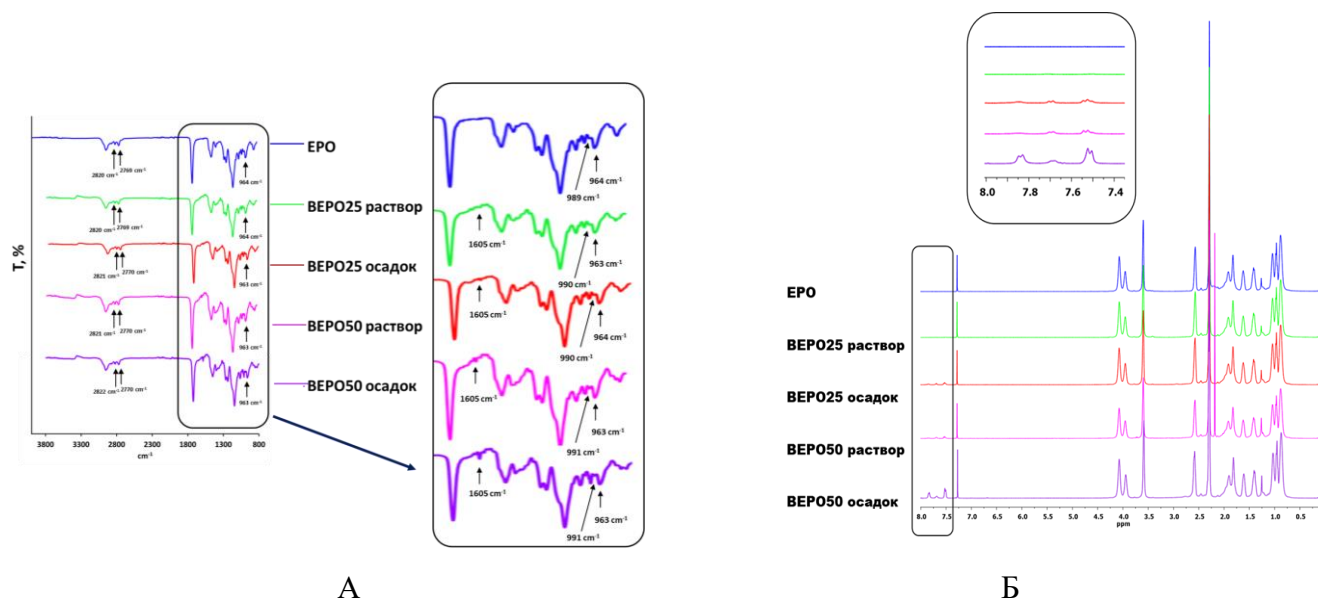 T, %
EPO
2820 cm-1
2769 cm-1
964 cm-1
BEPO25 раствор
2820 cm-1
2769 cm-1
964 cm-1
BEPO25 осадок
2821 cm-1
2770 cm-1
963 cm-1
BEPO50 раствор
2821 cm-1
2770 cm-1
963 cm-1
BEPO50 осадок
2822 cm-1
2770 cm-1
963 cm-1
3800 3300 2800 2300 1800 1300 800
cm-1
964 cm-1
989 cm-1
1605 cm-1
963 cm-1
990 cm-1
1605 cm-1
964 cm-1
990 cm-1
1605 cm-1
963 cm-1
991 cm-1
1605 cm-1
963 cm-1
991 cm-1
А
8.0 7.8 7.6 7.4
EPO
BEPO25 раствор
BEPO25 осадок
BEPO50 раствор
BEPO50 осадок
8.0 7.5 7.0 6.5 6.0 5.5 5.0 4.5 4.0 3.5 3.0 2.5 2.0 1.5 1.0 0.5
ppm
Б